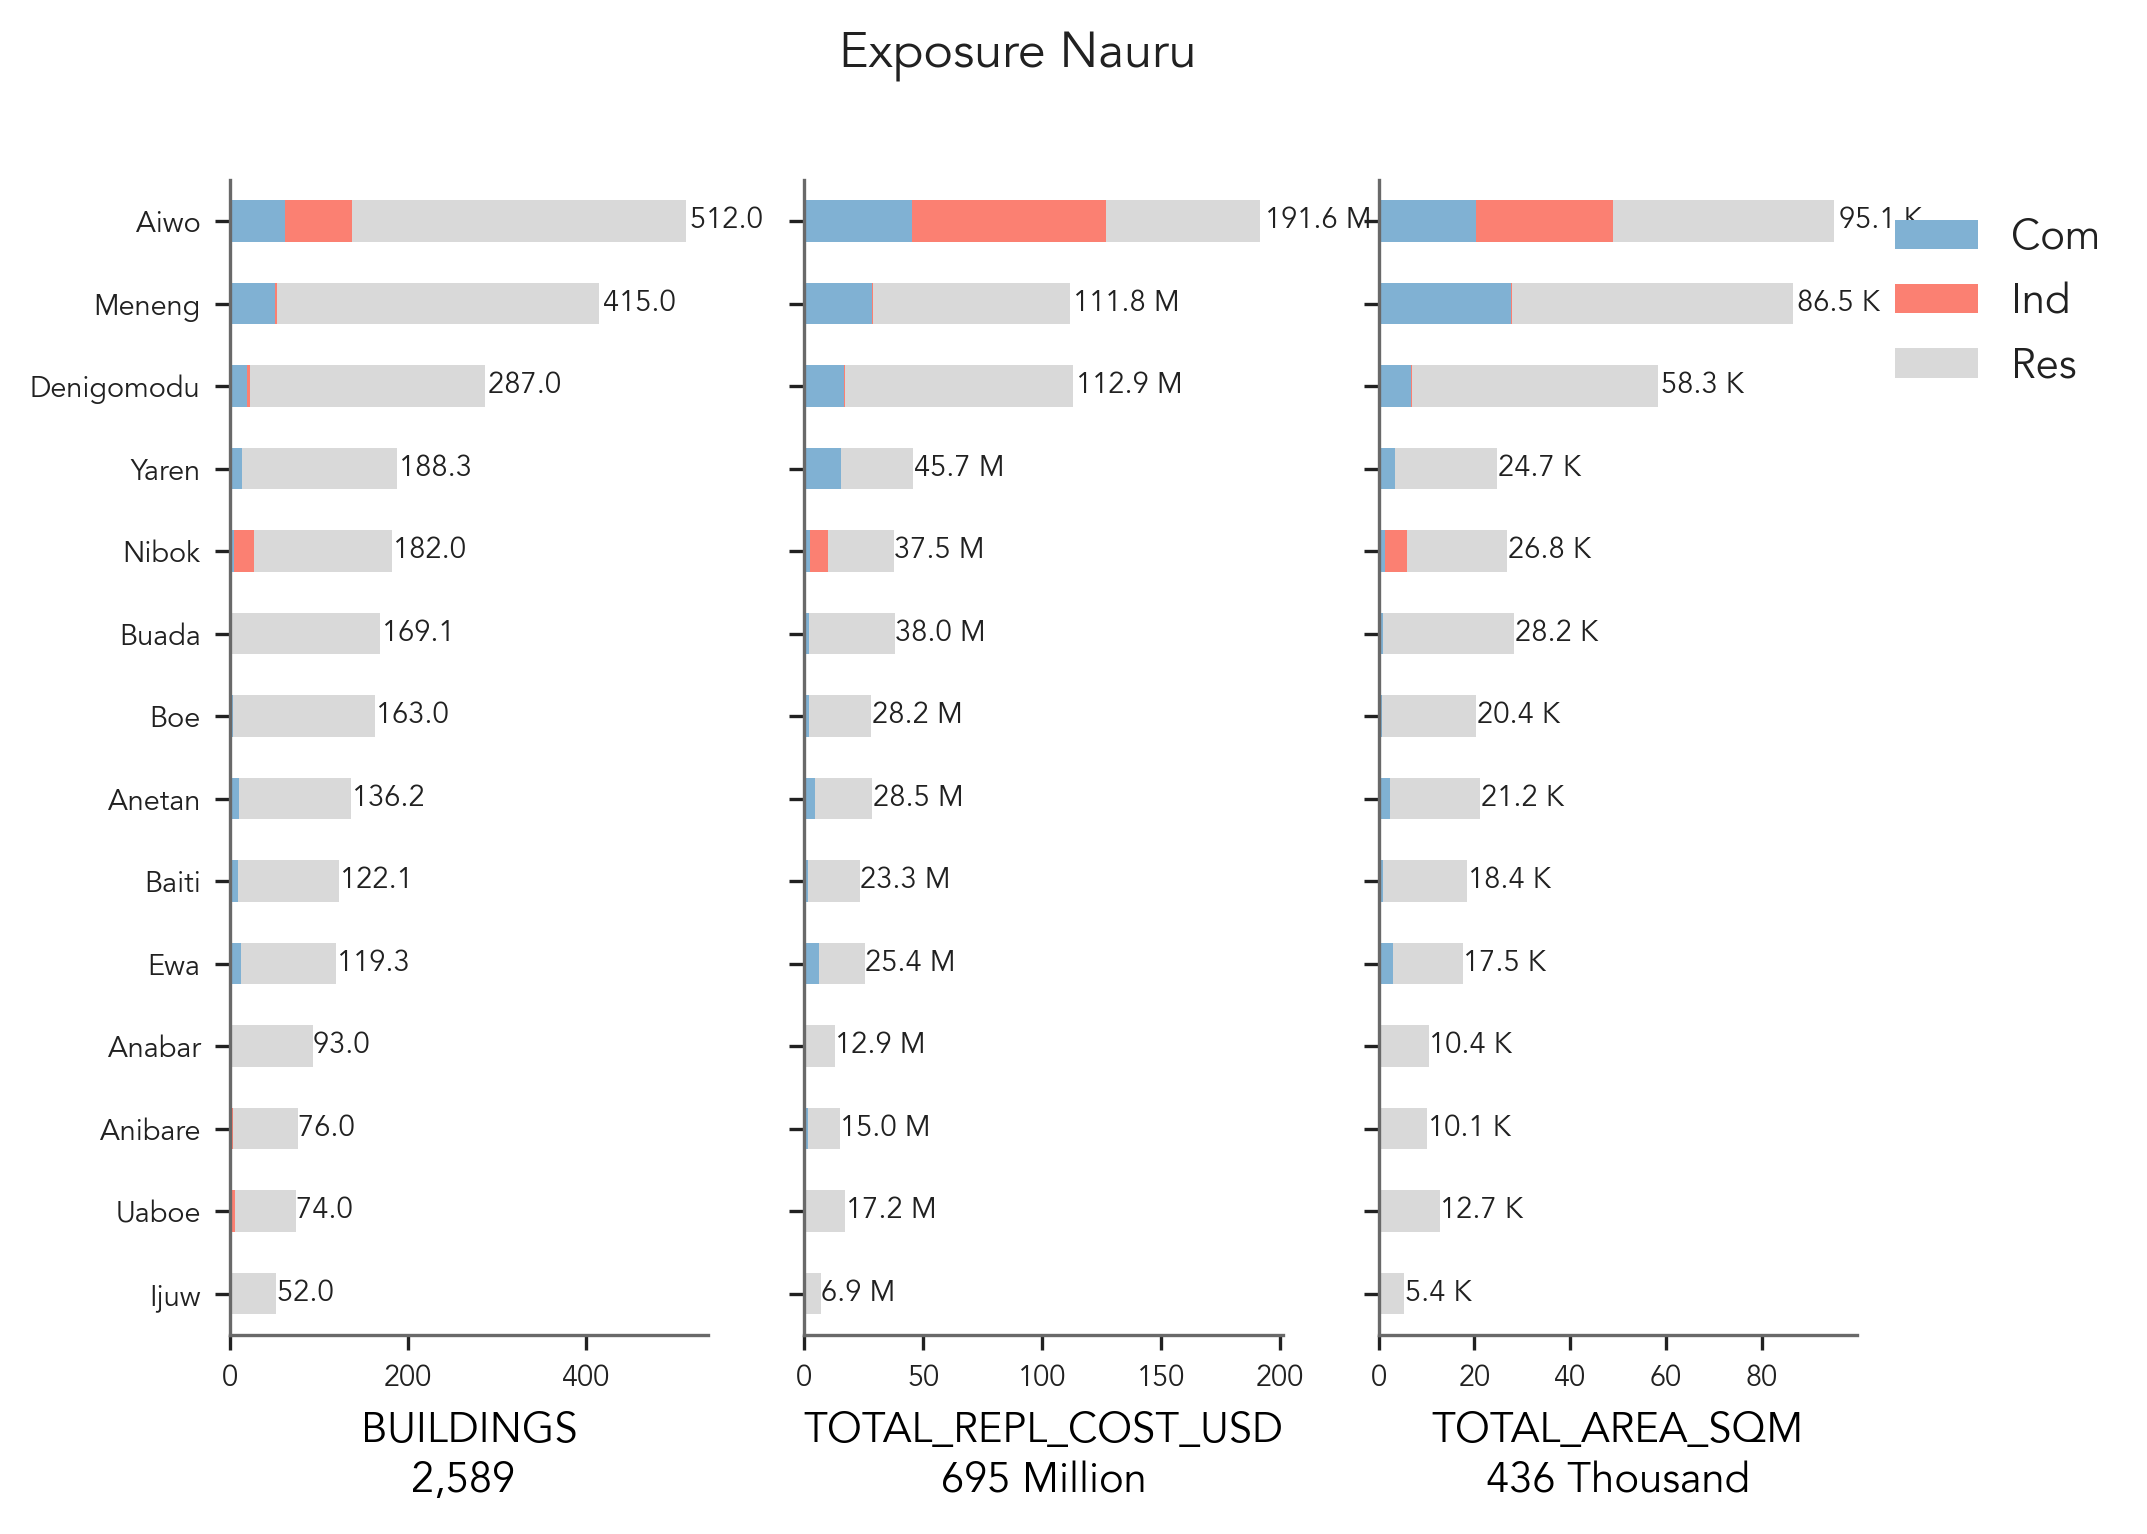 Exposure Nauru
Aiwo 512.0 191.6 M 95.1 K
Meneng 415.0 111.8 M 86.5 K
Denigomodu 287.0 112.9 M 58.3 K
Yaren 188.3 45.7 M 24.7 K
Nibok 182.0 37.5 M 26.8 K
Buada 169.1 38.0 M 28.2 K
Boe 163.0 28.2 M 20.4 K
Anetan 136.2 28.5 M 21.2 K
Baiti 122.1 23.3 M 18.4 K
Ewa 119.3 25.4 M 17.5 K
Anabar 93.0 12.9 M 10.4 K
Anibare 76.0 15.0 M 10.1 K
Uaboe 74.0 17.2 M 12.7 K
Ijuw 52.0 6.9 M 5.4 K
Com
Ind
Res
0 200 400
0 50 100 150 200
0 20 40 60 80
BUILDINGS
2,589
TOTAL_REPL_COST_USD
695 Million
TOTAL_AREA_SQM
436 Thousand